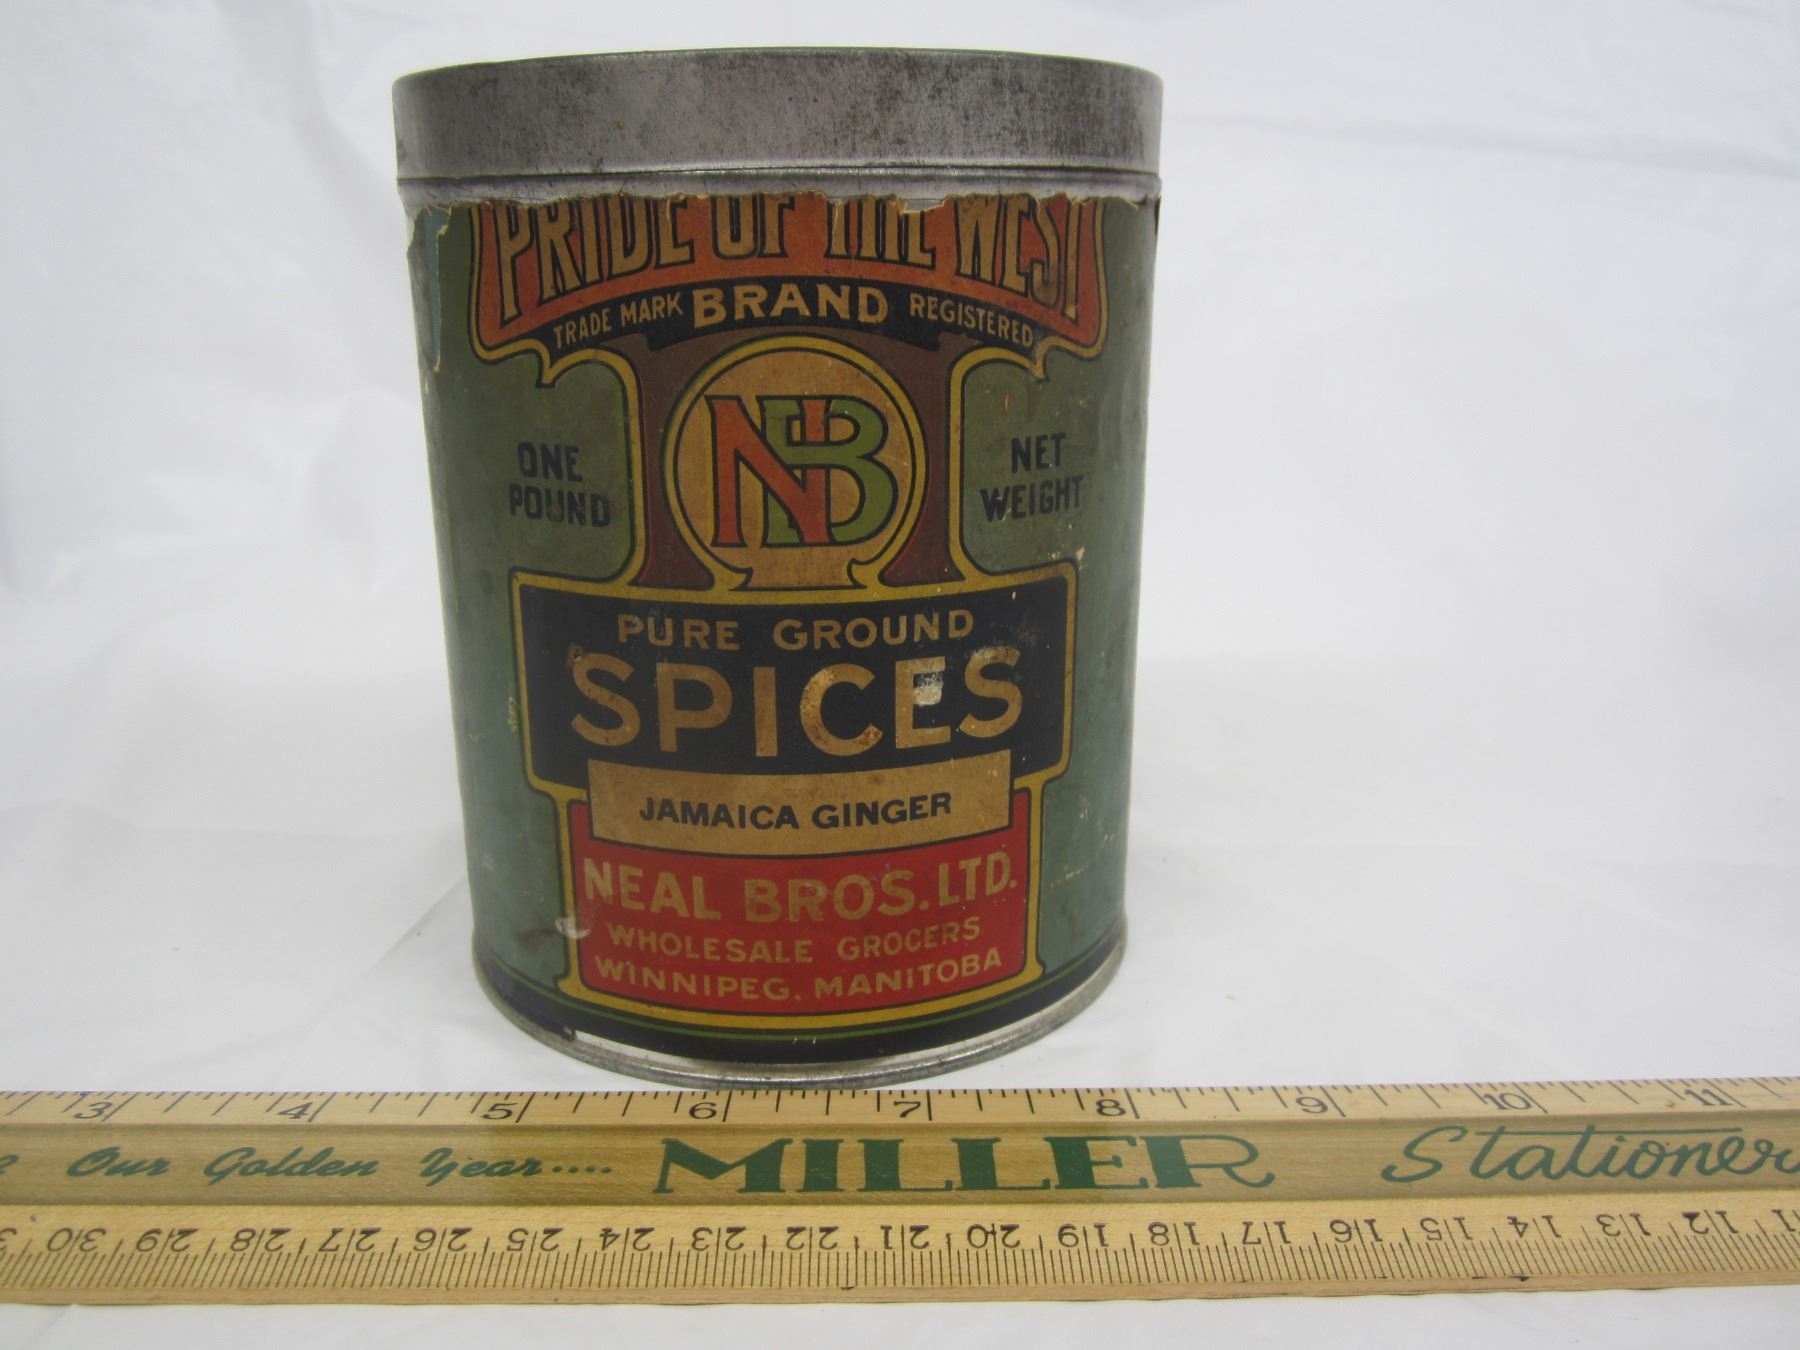 PRIDE OF THE WEST
TRADE MARK BRAND REGISTERED
NB
ONE
POUND
NET
WEIGHT
PURE GROUND
SPICES
JAMAICA GINGER
NEAL BROS. LTD.
WHOLESALE GROCERS
WINNIPEG, MANITOBA
3 4 5 6 7 8 9 10 11
Our Golden Year.... MILLER Stationers
30 29 28 27 26 25 24 23 22 21 20 19 18 17 16 15 14 13 12 11